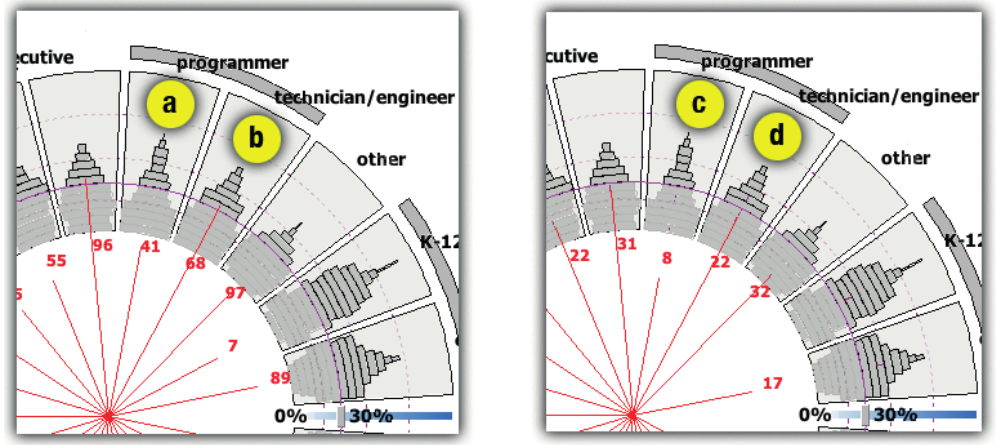 ecutive
programmer
technician/engineer
other
K-12
a
b
96
41
55
68
97
7
89
0%
30%
cutive
programmer
technician/engineer
other
K-12
c
d
22
31
8
22
32
17
0%
30%